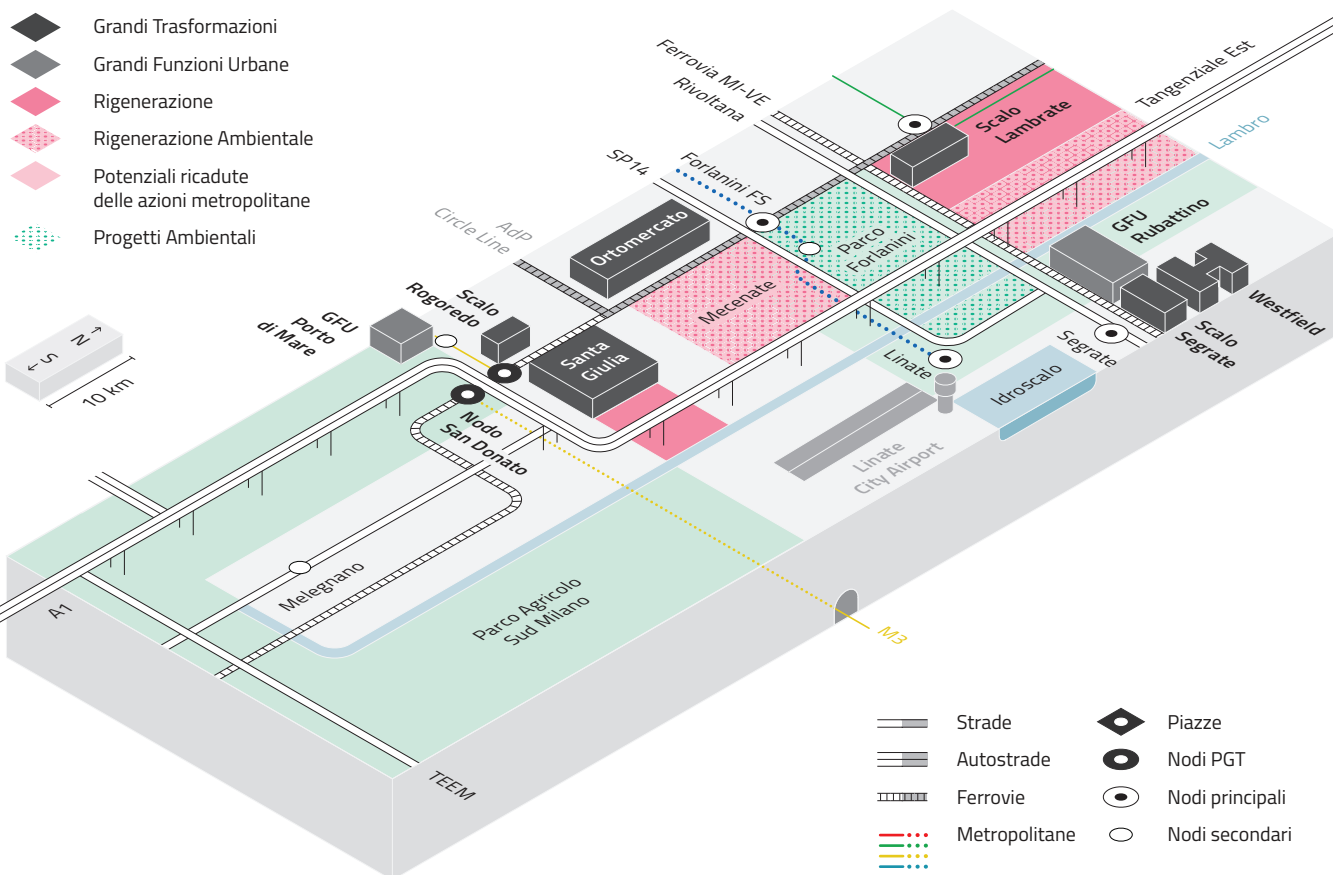 Grandi Trasformazioni
Grandi Funzioni Urbane
Rigenerazione
Rigenerazione Ambientale
Potenziali ricadute
delle azioni metropolitane
Progetti Ambientali
Ferrovia MI-VE
Rivoltana
SP14
Forlanini FS
AdP
Circle Line
Scalo
Lambrate
Tangenziale Est
Lambro
Ortomercato
Parco
Forlanini
GFU
Rubattino
Mecenate
Scalo
Rogoredo
GFU
Porto
di Mare
Santa
Giulia
Linate
Segrate
Scalo
Segrate
Westfield
Idroscalo
N
S
10 km
Nodo
San Donato
Linate
City Airport
Melegnano
Parco Agricolo
Sud Milano
A1
M3
TEEM
Strade
Autostrade
Ferrovie
Metropolitane
Piazze
Nodi PGT
Nodi principali
Nodi secondari